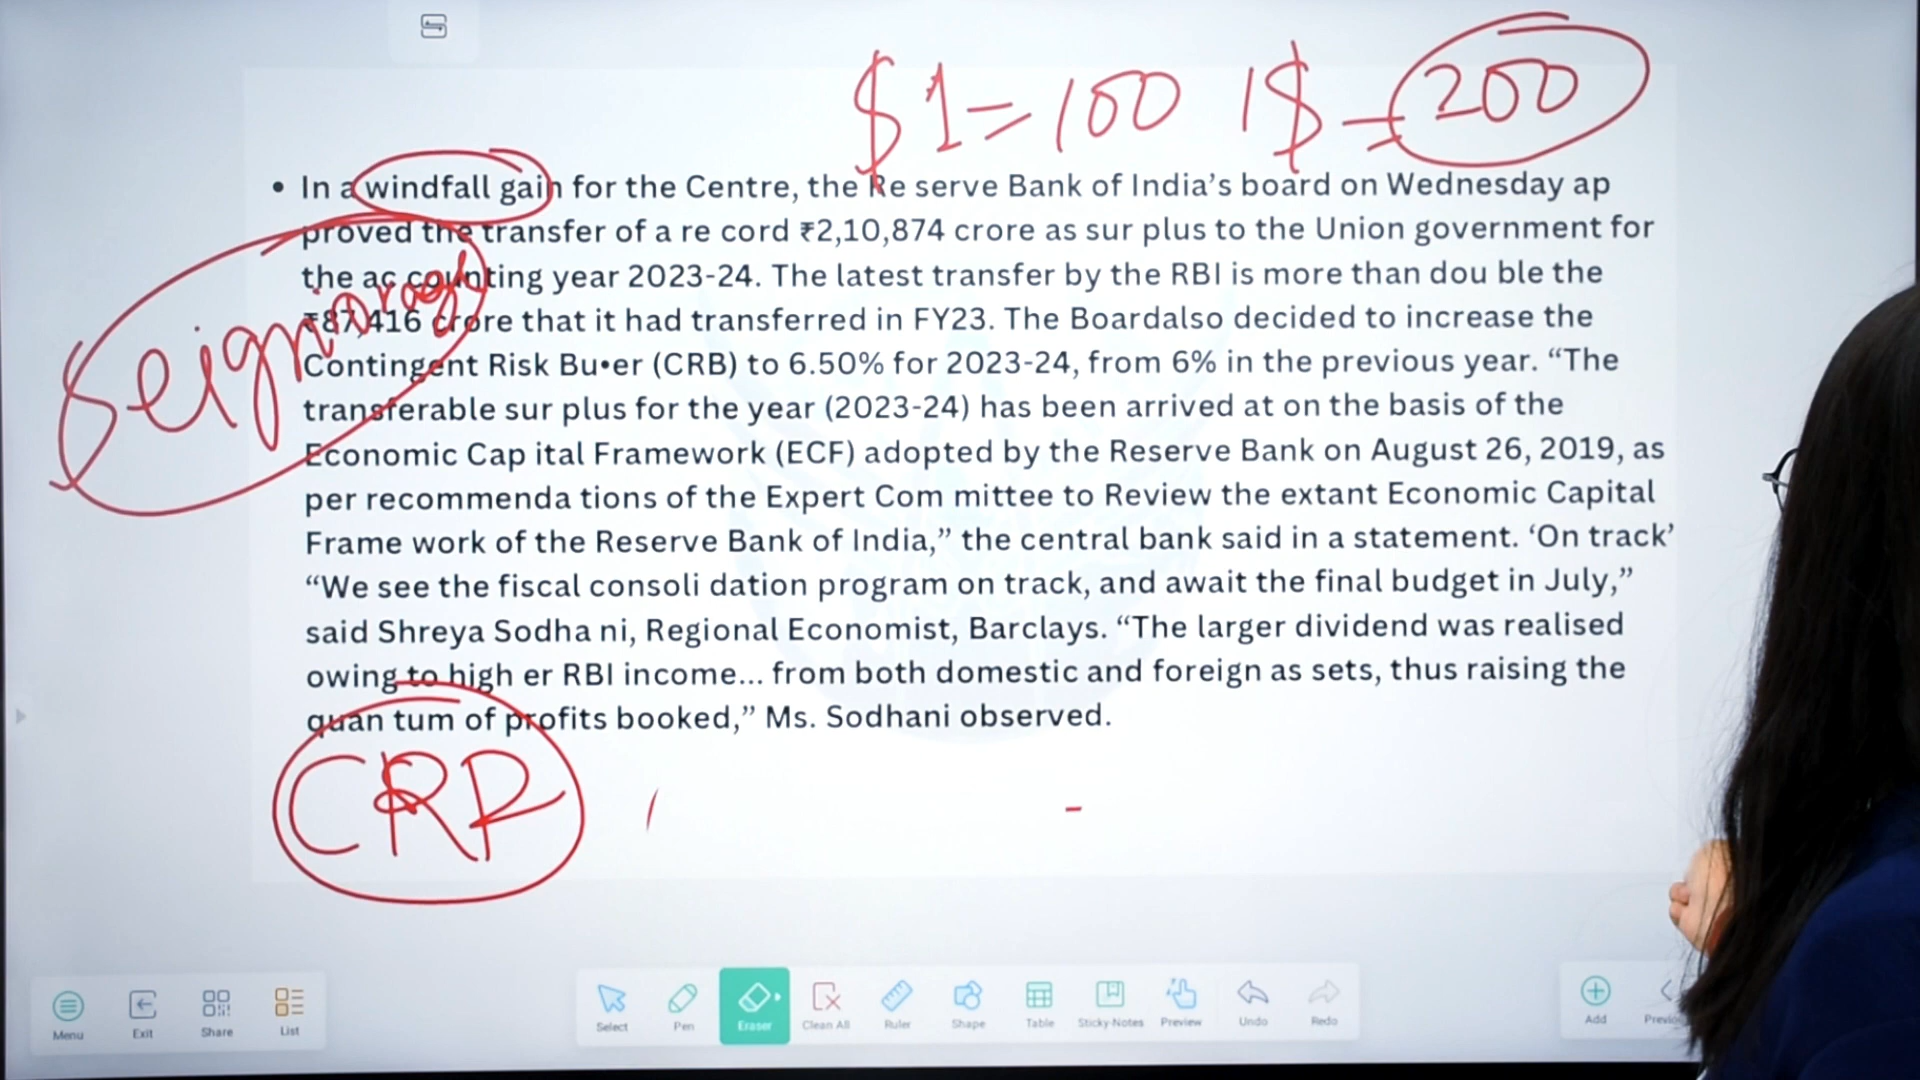 $1=100 1$=200
• In a windfall gain for the Centre, the Re serve Bank of India’s board on Wednesday ap
proved the transfer of a re cord ₹2,10,874 crore as sur plus to the Union government for
the ac counting year 2023-24. The latest transfer by the RBI is more than dou ble the
₹87,416 crore that it had transferred in FY23. The Boardalso decided to increase the
Contingent Risk Bu•er (CRB) to 6.50% for 2023-24, from 6% in the previous year. “The
transferable sur plus for the year (2023-24) has been arrived at on the basis of the
Economic Cap ital Framework (ECF) adopted by the Reserve Bank on August 26, 2019, as
per recommenda tions of the Expert Com mittee to Review the extant Economic Capital
Frame work of the Reserve Bank of India,” the central bank said in a statement. ‘On track’
“We see the fiscal consoli dation program on track, and await the final budget in July,”
said Shreya Sodha ni, Regional Economist, Barclays. “The larger dividend was realised
owing to high er RBI income... from both domestic and foreign as sets, thus raising the
quan tum of profits booked,” Ms. Sodhani observed.
CRR
Menu Exit Share List Select Pen Eraser Clean All Ruler Shape Table Sticky Notes Preview Undo Redo Add